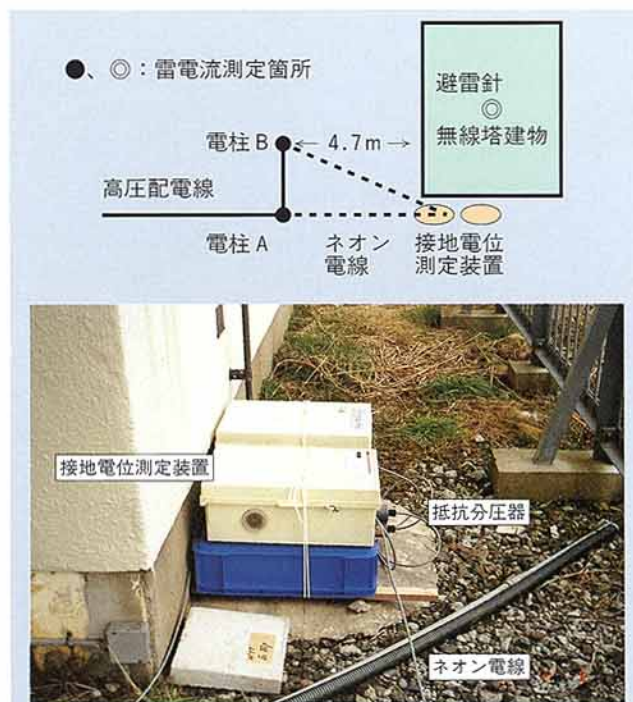 ●、◎：雷電流測定箇所
避雷針
◎
無線塔建物
電柱 B
4.7m
高圧配電線
電柱 A
ネオン
電線
接地電位
測定装置
接地電位測定装置
抵抗分圧器
ネオン電線